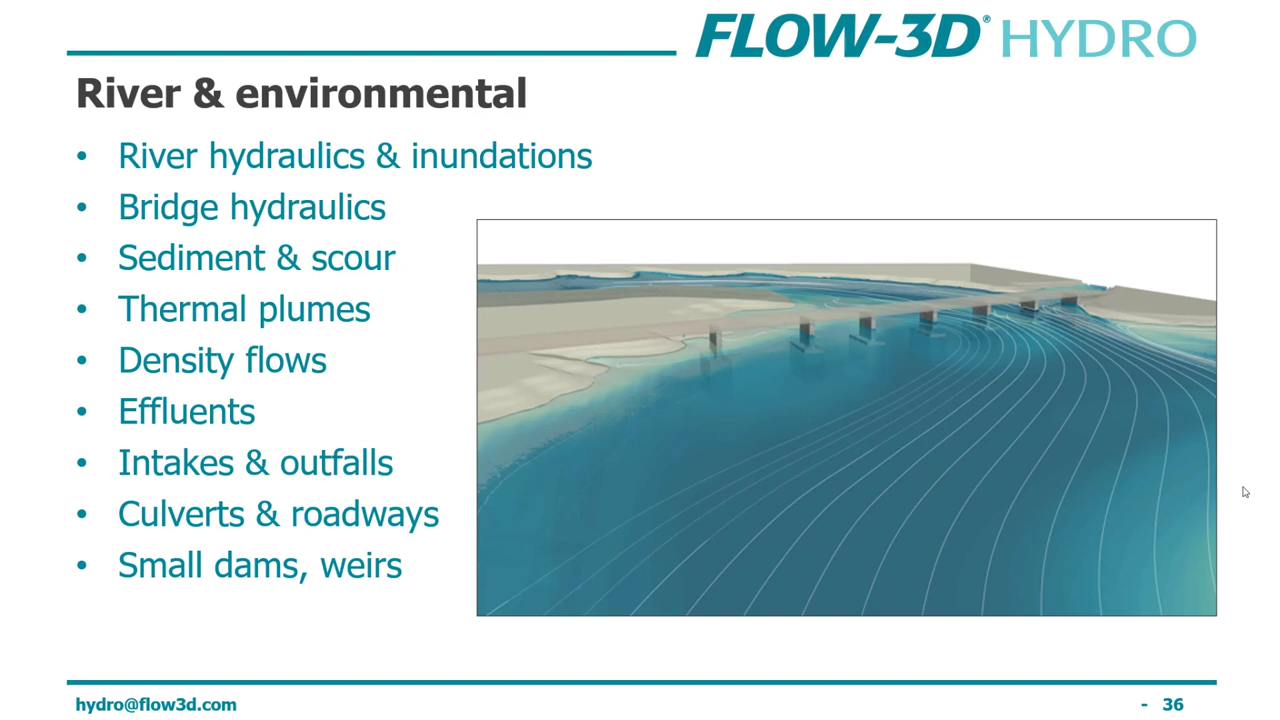 FLOW-3D® HYDRO
River & environmental
• River hydraulics & inundations
• Bridge hydraulics
• Sediment & scour
• Thermal plumes
• Density flows
• Effluents
• Intakes & outfalls
• Culverts & roadways
• Small dams, weirs
hydro@flow3d.com
- 36